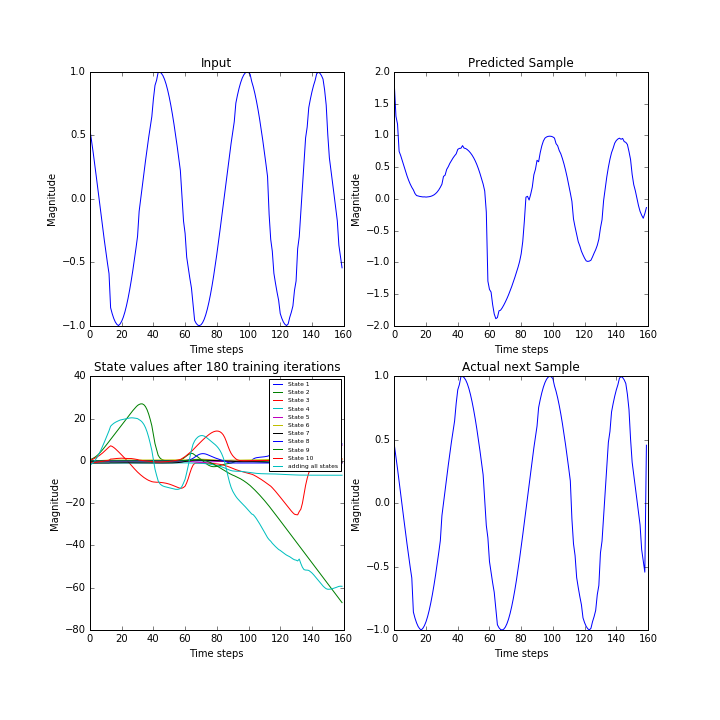 Input
Magnitude
1.0
0.5
0.0
−0.5
−1.0
0 20 40 60 80 100 120 140 160
Time steps
Predicted Sample
Magnitude
2.0
1.5
1.0
0.5
0.0
−0.5
−1.0
−1.5
−2.0
0 20 40 60 80 100 120 140 160
Time steps
State values after 180 training iterations
Magnitude
40
20
0
−20
−40
−60
−80
0 20 40 60 80 100 120 140 160
Time steps
State 1
State 2
State 3
State 4
State 5
State 6
State 7
State 8
State 9
State 10
adding all states
Actual next Sample
Magnitude
1.0
0.5
0.0
−0.5
−1.0
0 20 40 60 80 100 120 140 160
Time steps